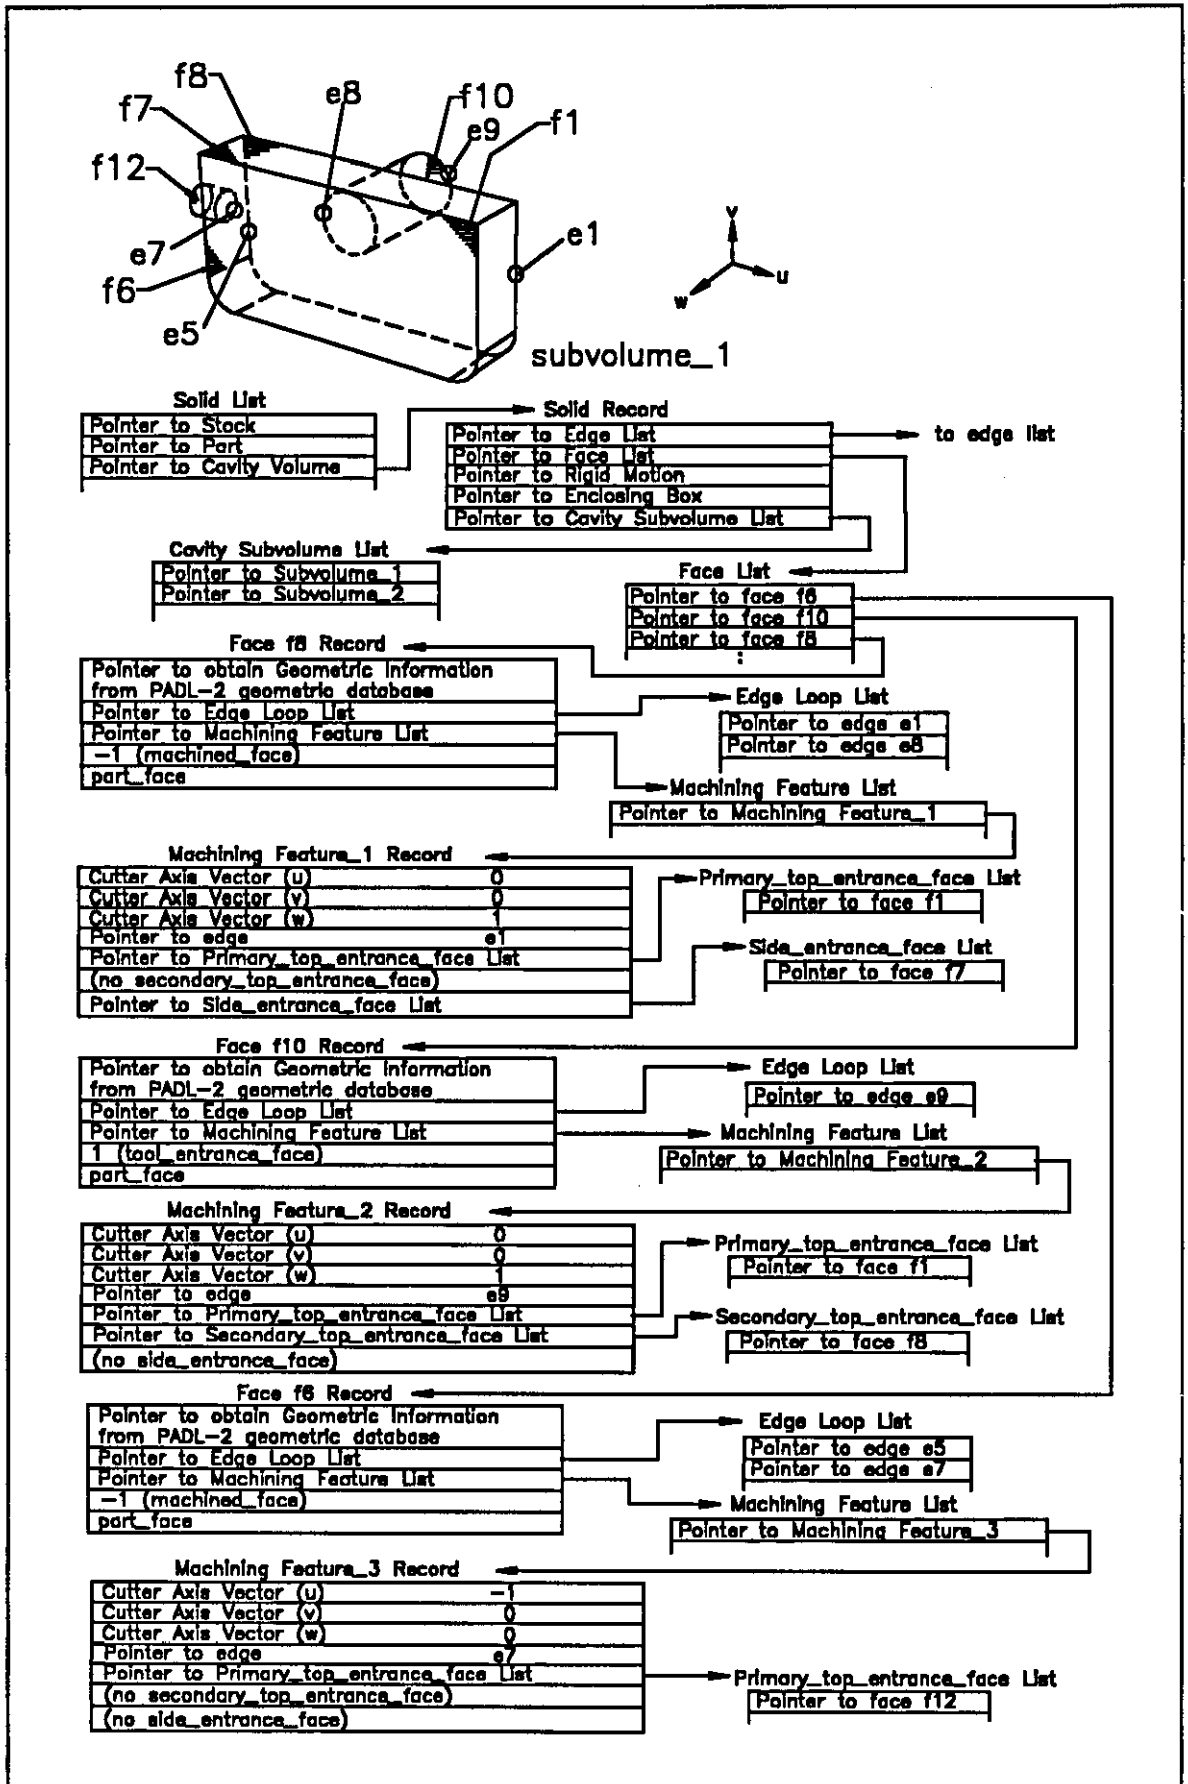 f8
e8
f10
f7
e9
f1
f12
v
e1
e7
u
f6
w
e5
subvolume_1
Solid List
Pointer to Stock
Pointer to Part
Pointer to Cavity Volume
Solid Record
Pointer to Edge List
to edge list
Pointer to Face List
Pointer to Rigid Motion
Pointer to Enclosing Box
Pointer to Cavity Subvolume List
Cavity Subvolume List
Pointer to Subvolume_1
Pointer to Subvolume_2
Face List
Pointer to face f6
Pointer to face f10
Pointer to face f8
:
Face f8 Record
Pointer to obtain Geometric Information
from PADL-2 geometric database
Pointer to Edge Loop List
Pointer to Machining Feature List
-1 (machined_face)
part_face
Edge Loop List
Pointer to edge e1
Pointer to edge e8
Machining Feature List
Pointer to Machining Feature_1
Machining Feature_1 Record
Cutter Axis Vector (u) 0
Cutter Axis Vector (v) 0
Cutter Axis Vector (w) 1
Pointer to edge e1
Pointer to Primary_top_entrance_face List
(no secondary_top_entrance_face)
Pointer to Side_entrance_face List
Primary_top_entrance_face List
Pointer to face f1
Side_entrance_face List
Pointer to face f7
Face f10 Record
Pointer to obtain Geometric Information
from PADL-2 geometric database
Pointer to Edge Loop List
Pointer to Machining Feature List
1 (tool_entrance_face)
part_face
Edge Loop List
Pointer to edge e9
Machining Feature List
Pointer to Machining Feature_2
Machining Feature_2 Record
Cutter Axis Vector (u) 0
Cutter Axis Vector (v) 0
Cutter Axis Vector (w) 1
Pointer to edge e9
Pointer to Primary_top_entrance_face List
Pointer to Secondary_top_entrance_face List
(no side_entrance_face)
Primary_top_entrance_face List
Pointer to face f1
Secondary_top_entrance_face List
Pointer to face f8
Face f6 Record
Pointer to obtain Geometric Information
from PADL-2 geometric database
Pointer to Edge Loop List
Pointer to Machining Feature List
-1 (machined_face)
part_face
Edge Loop List
Pointer to edge e5
Pointer to edge e7
Machining Feature List
Pointer to Machining Feature_3
Machining Feature_3 Record
Cutter Axis Vector (u) -1
Cutter Axis Vector (v) 0
Cutter Axis Vector (w) 0
Pointer to edge e7
Pointer to Primary_top_entrance_face List
(no secondary_top_entrance_face)
(no side_entrance_face)
Primary_top_entrance_face List
Pointer to face f12